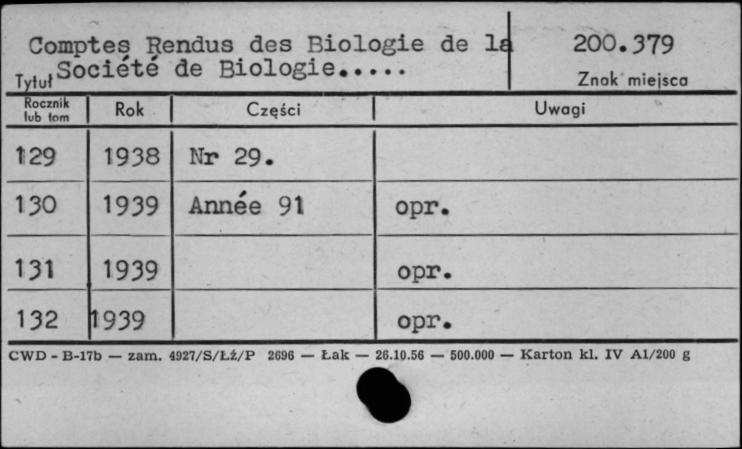 Comptes Rendus des Biologie de la 200.379
Tytuł Société de Biologie..... Znak miejsca
Rocznik lub tom Rok Części Uwagi
129 1938 Nr 29.
130 1939 Année 91 opr.
131 1939 opr.
132 1939 opr.
CWD - B-17b — zam. 4927/S/Łż/P 2696 — Łak — 26.10.56 — 500.000 — Karton kl. IV A1/200 g